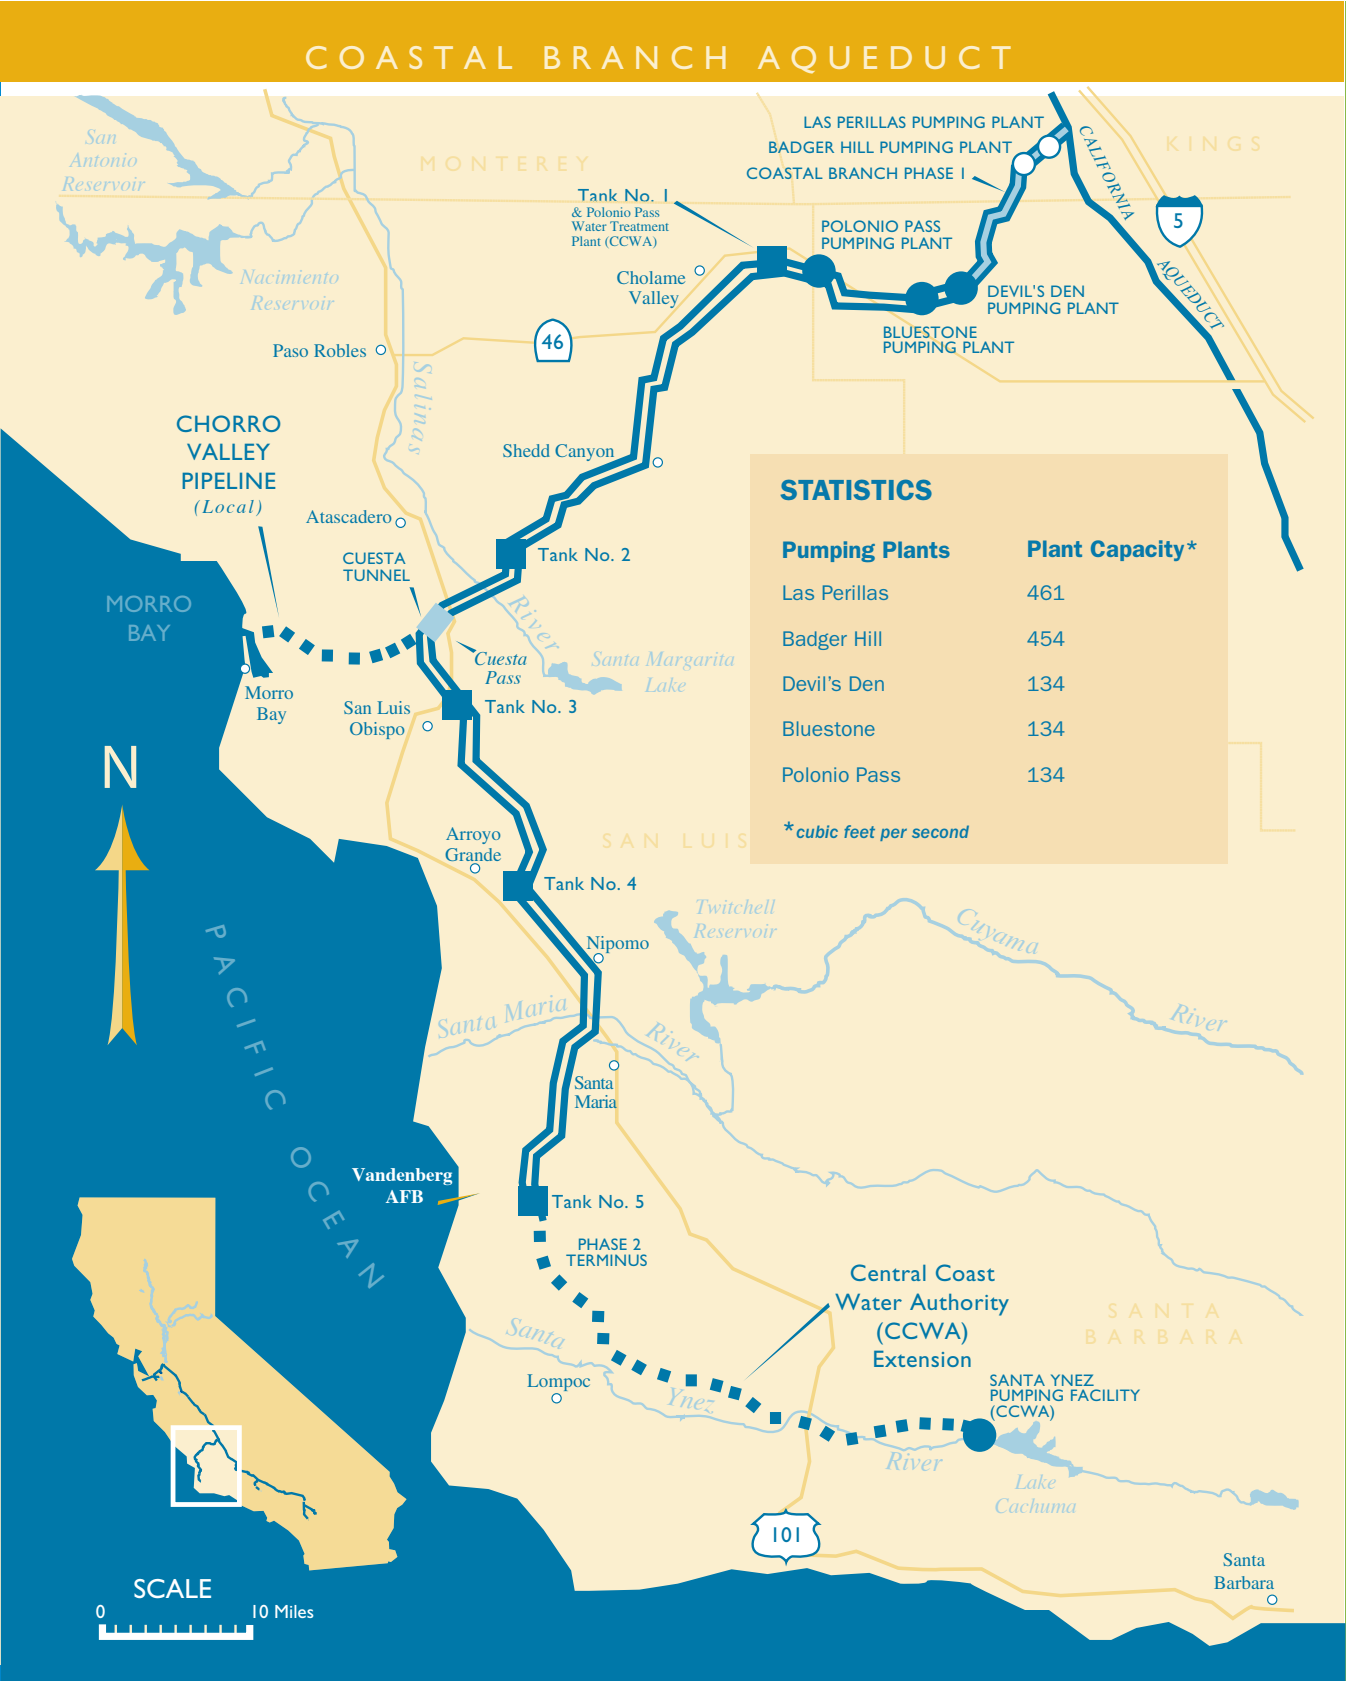 COASTAL BRANCH AQUEDUCT
San
Antonio
Reservoir
MONTEREY
LAS PERILLAS PUMPING PLANT
BADGER HILL PUMPING PLANT
COASTAL BRANCH PHASE 1
CALIFORNIA
AQUEDUCT
KINGS
5
Tank No. 1
& Polonio Pass
Water Treatment
Plant (CCWA)
POLONIO PASS
PUMPING PLANT
Nacimiento
Reservoir
Cholame
Valley
DEVIL'S DEN
PUMPING PLANT
BLUESTONE
PUMPING PLANT
46
Paso Robles
Salinas
River
CHORRO
VALLEY
PIPELINE
(Local)
Shedd Canyon
Atascadero
CUESTA
TUNNEL
Tank No. 2
MORRO
BAY
Cuesta
Pass
Santa Margarita
Lake
Morro
Bay
San Luis
Obispo
Tank No. 3
STATISTICS
Pumping Plants Plant Capacity*
Las Perillas 461
Badger Hill 454
Devil's Den 134
Bluestone 134
Polonio Pass 134
*cubic feet per second
N
Arroyo
Grande
SAN LUIS
Tank No. 4
Twitchell
Reservoir
Cuyama
River
Nipomo
PACIFIC OCEAN
Santa Maria
River
Santa
Maria
Vandenberg
AFB
Tank No. 5
PHASE 2
TERMINUS
Central Coast
Water Authority
(CCWA)
Extension
SANTA
BARBARA
Santa
Ynez
River
Lompoc
SANTA YNEZ
PUMPING FACILITY
(CCWA)
Lake
Cachuma
101
Santa
Barbara
SCALE
0 10 Miles